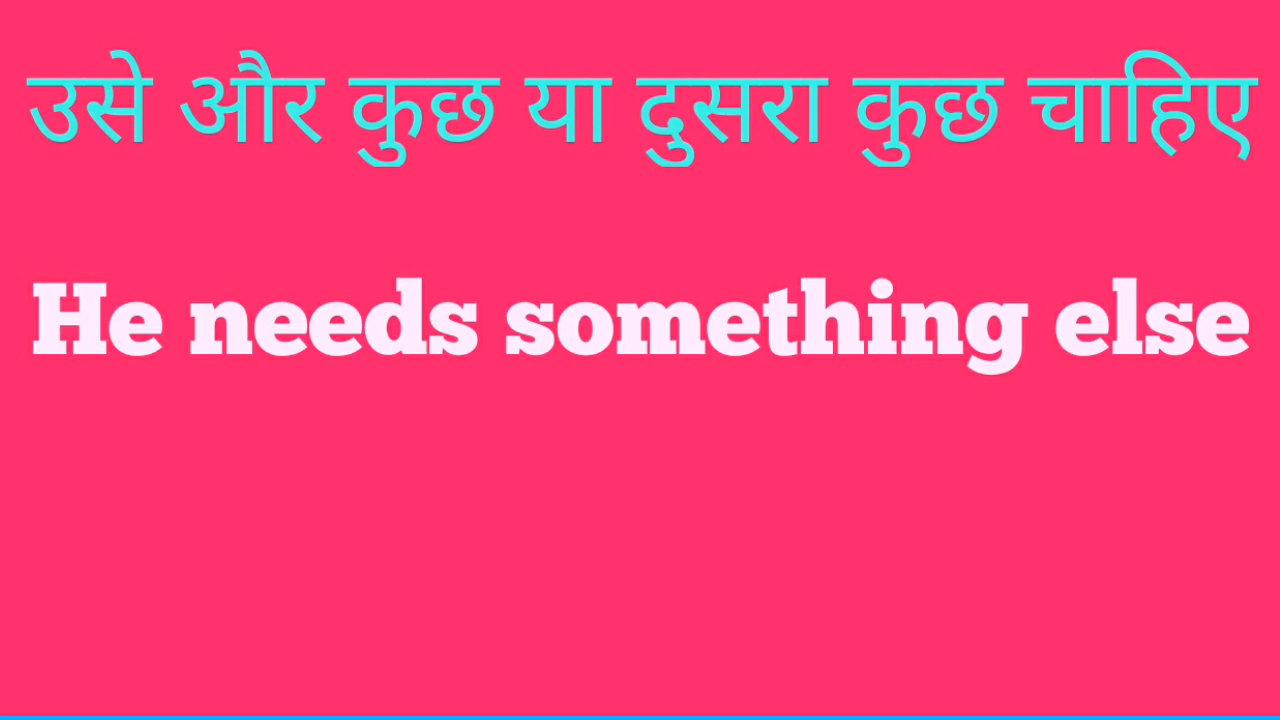 उसे और कुछ या दुसरा कुछ चाहिए
He needs something else